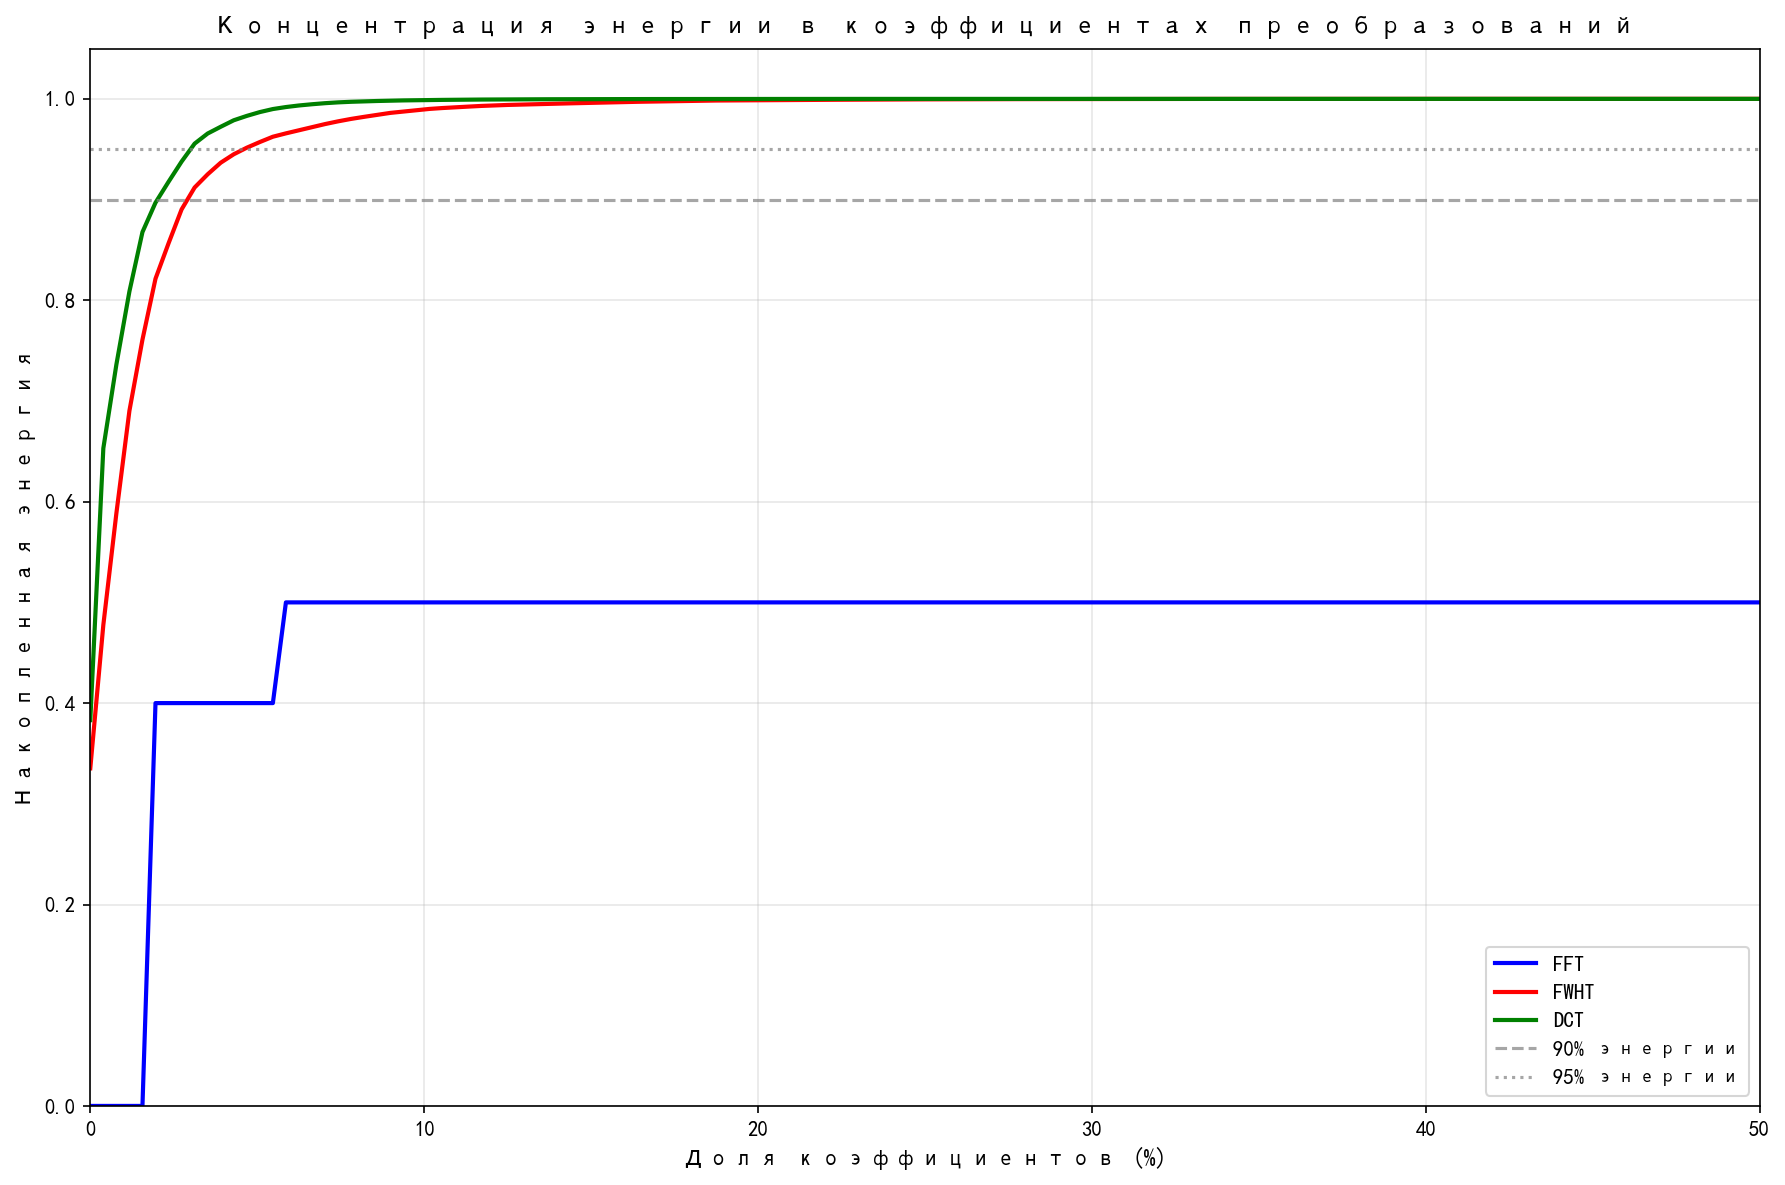 Концентрация энергии в коэффициентах преобразований
Накопленная энергия
1.0
0.8
0.6
0.4
0.2
0.0
0
10
20
30
40
50
Доля коэффициентов (%)
FFT
FWHT
DCT
90% энергии
95% энергии